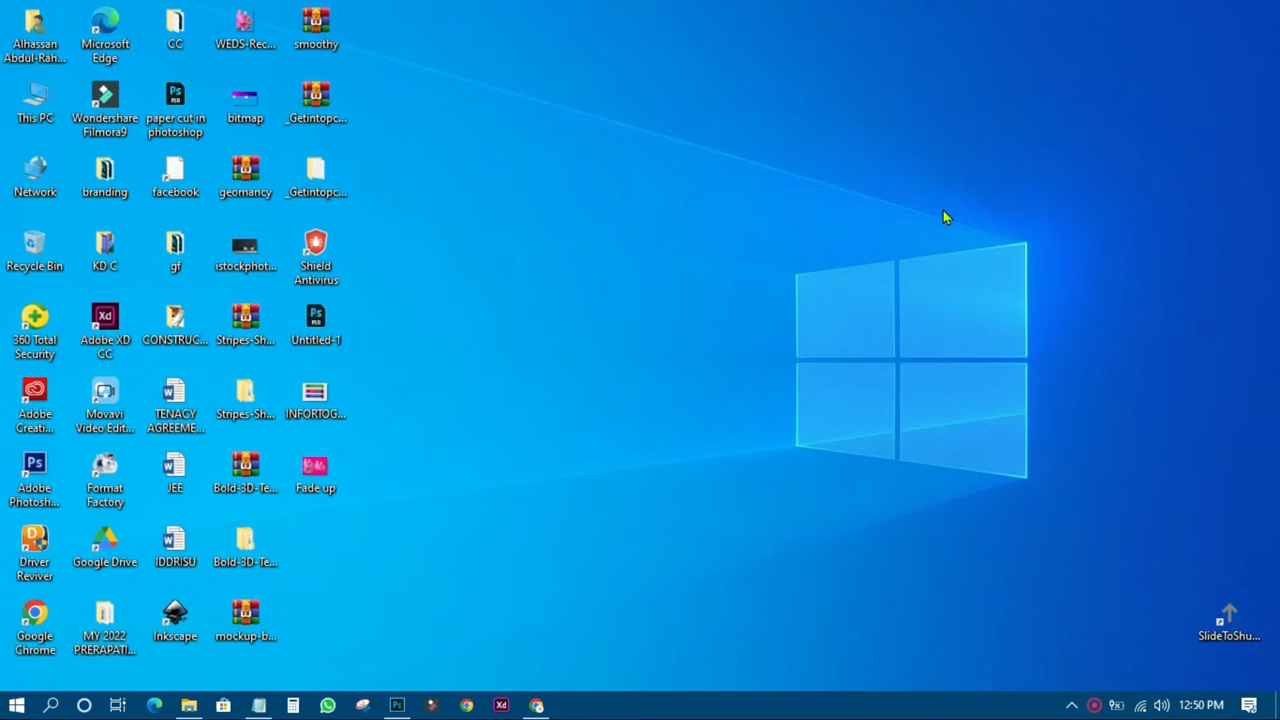 Alhassan
Abdul-Rah...
Microsoft
Edge
CC
WEDS-Rec...
smoothy
This PC
Wondershare
Filmora9
paper cut in
photoshop
bitmap
_Getintopc...
Network
branding
facebook
geomancy
_Getintopc...
Recycle Bin
KD C
gf
istockphot...
Shield
Antivirus
360 Total
Security
Adobe XD
CC
CONSTRUC...
Stripes-Sh...
Untitled-1
Adobe
Creati...
Movavi
Video Edit...
TENACY
AGREEME...
Stripes-Sh...
INFORTOG...
Adobe
Photosh...
Format
Factory
JEE
Bold-3D-Te...
Fade up
Driver
Reviver
Google Drive
IDDRISU
Bold-3D-Te...
Google
Chrome
MY 2022
PRERAPATI...
Inkscape
mockup-b...
SlideToShu...
12:50 PM